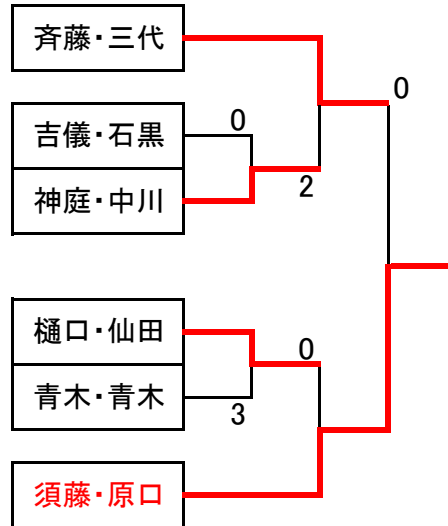 斉藤・三代
0
吉儀・石黒
0
神庭・中川
2
樋口・仙田
0
青木・青木
3
須藤・原口